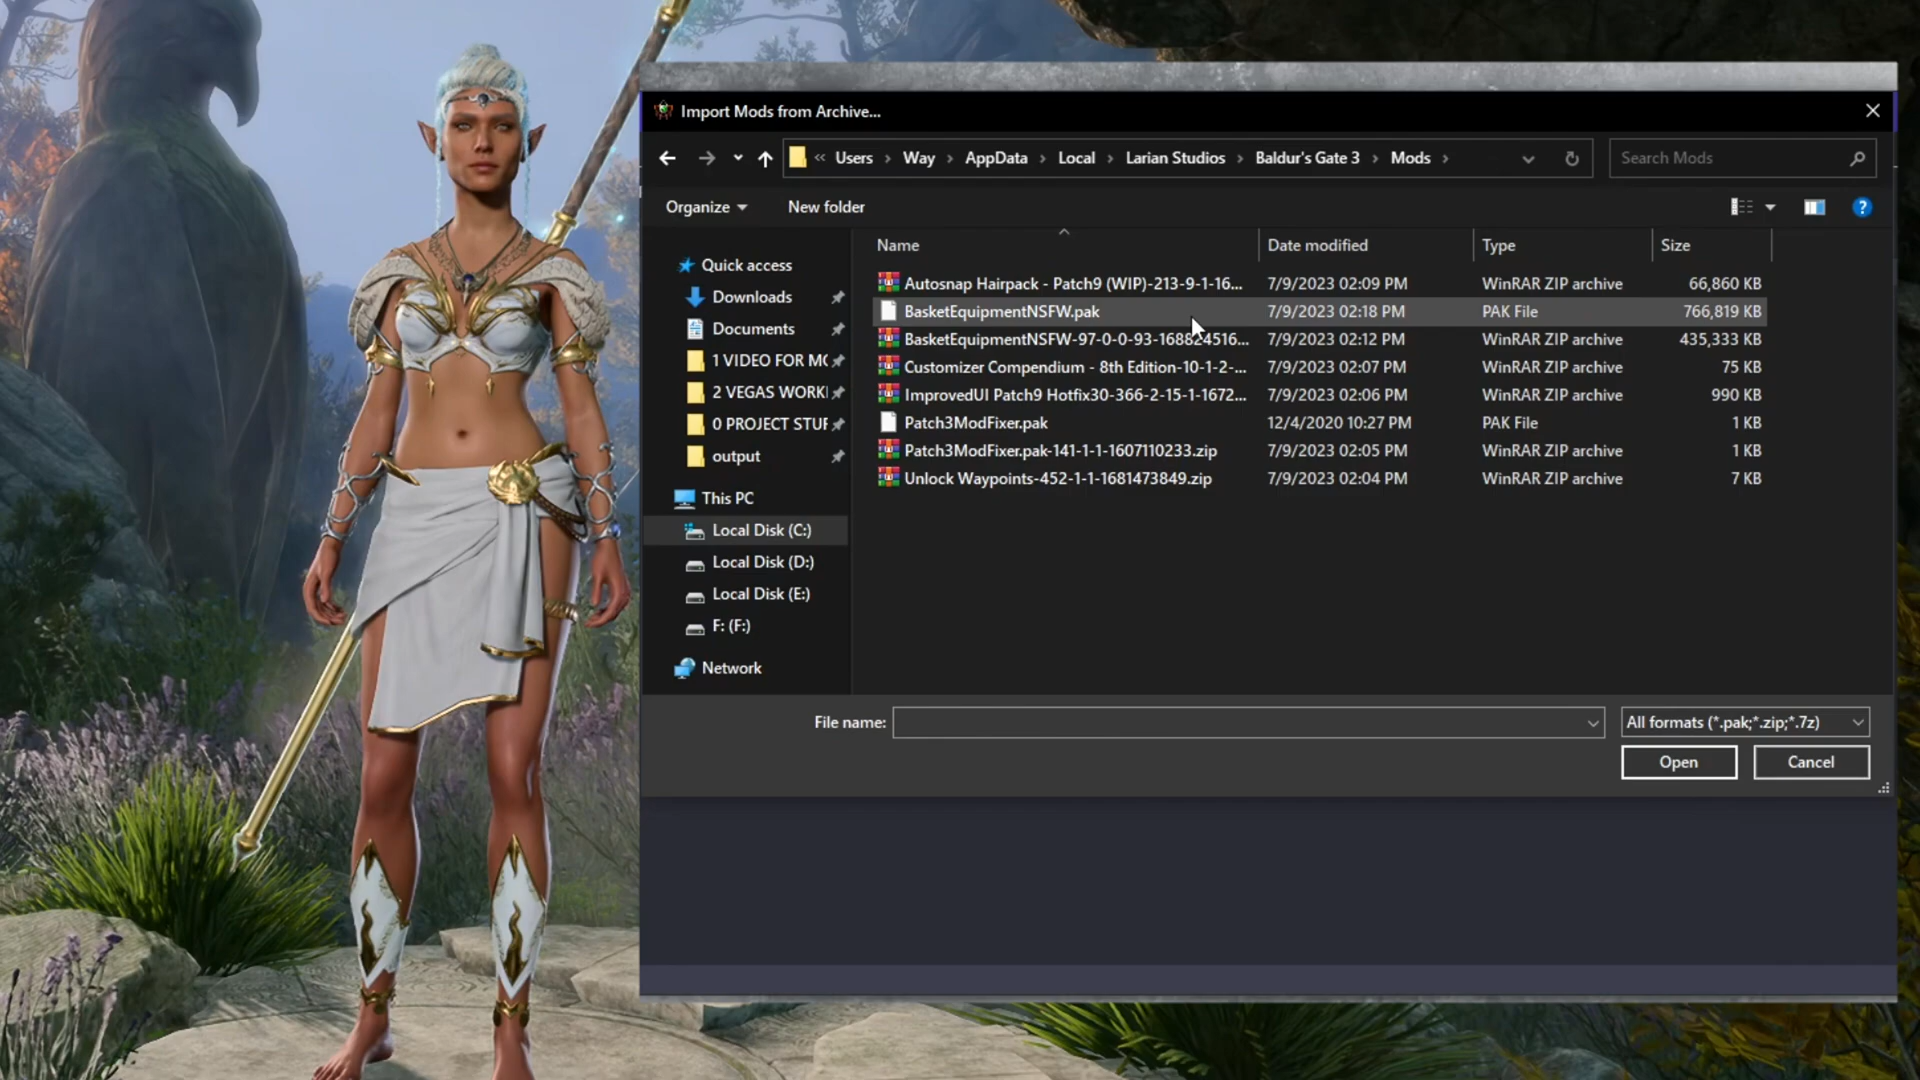 Import Mods from Archive...
« Users > Way > AppData > Local > Larian Studios > Baldur's Gate 3 > Mods >
Search Mods
Organize
New folder
Name
Date modified
Type
Size
Quick access
Downloads
Documents
1 VIDEO FOR MO
2 VEGAS WORKI
0 PROJECT STUF
output
This PC
Local Disk (C:)
Local Disk (D:)
Local Disk (E:)
F: (F:)
Network
Autosnap Hairpack - Patch9 (WIP)-213-9-1-16... 7/9/2023 02:09 PM WinRAR ZIP archive 66,860 KB
BasketEquipmentNSFW.pak 7/9/2023 02:18 PM PAK File 766,819 KB
BasketEquipmentNSFW-97-0-0-93-168824516... 7/9/2023 02:12 PM WinRAR ZIP archive 435,333 KB
Customizer Compendium - 8th Edition-10-1-2-... 7/9/2023 02:07 PM WinRAR ZIP archive 75 KB
ImprovedUI Patch9 Hotfix30-366-2-15-1-1672... 7/9/2023 02:06 PM WinRAR ZIP archive 990 KB
Patch3ModFixer.pak 12/4/2020 10:27 PM PAK File 1 KB
Patch3ModFixer.pak-141-1-1-1607110233.zip 7/9/2023 02:05 PM WinRAR ZIP archive 1 KB
Unlock Waypoints-452-1-1-1681473849.zip 7/9/2023 02:04 PM WinRAR ZIP archive 7 KB
File name:
All formats (*.pak;*.zip;*.7z)
Open
Cancel